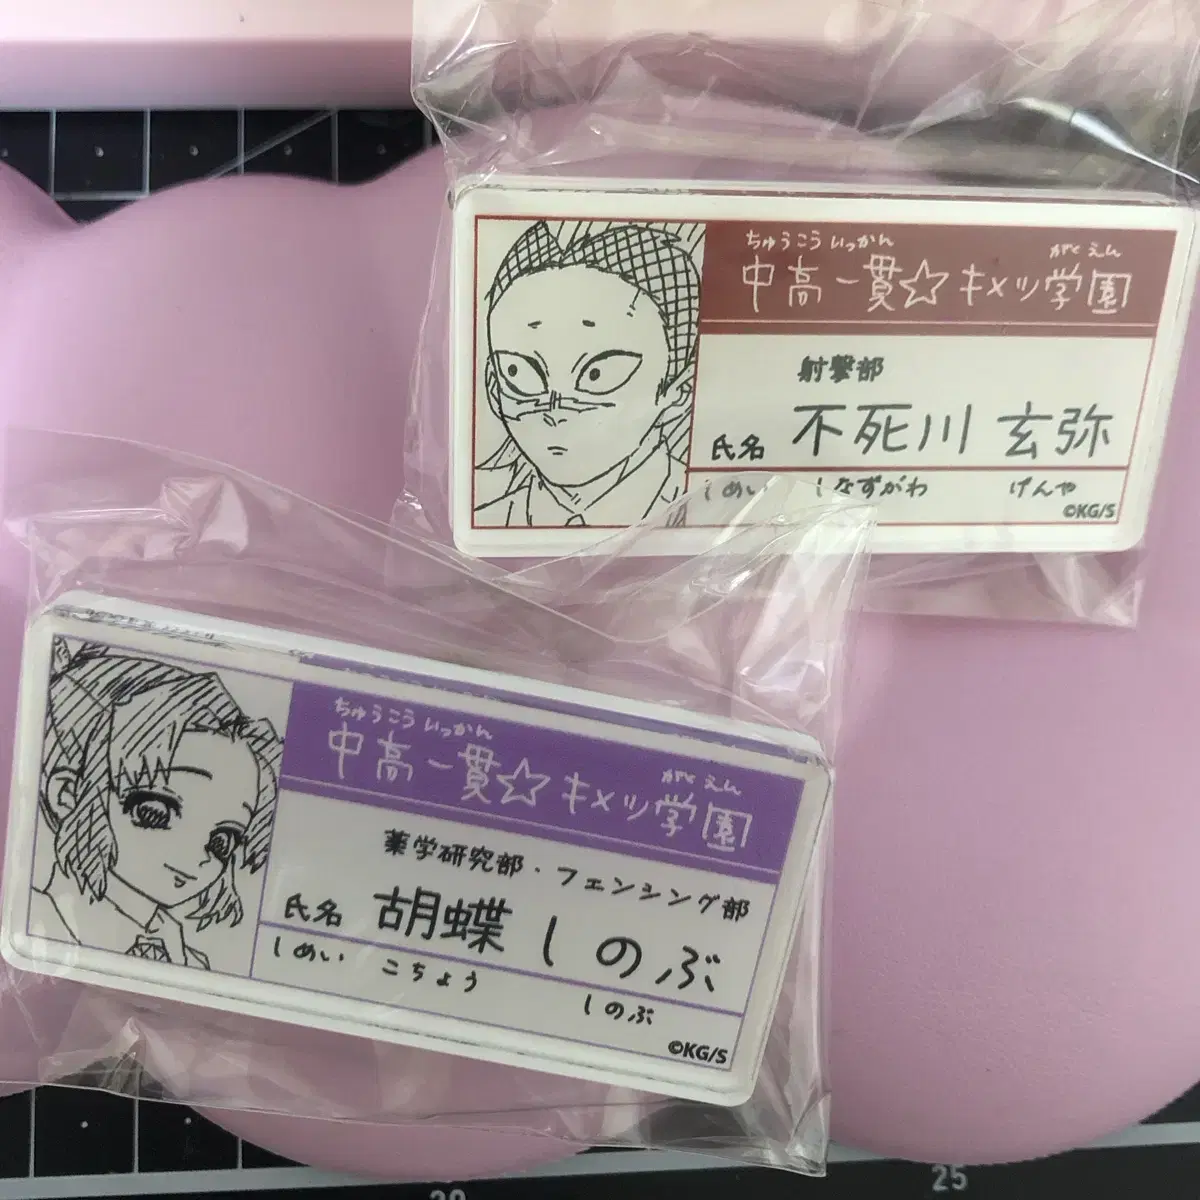 ちゅうこう いっかん がくえん
中高一貫☆キメツ学園
射撃部
氏名 不死川 玄弥
しめい しなずがわ げんや
©KG/S
ちゅうこう いっかん がくえん
中高一貫☆キメツ学園
薬学研究部・フェンシング部
氏名 胡蝶 しのぶ
しめい こちょう しのぶ
©KG/S
20 25